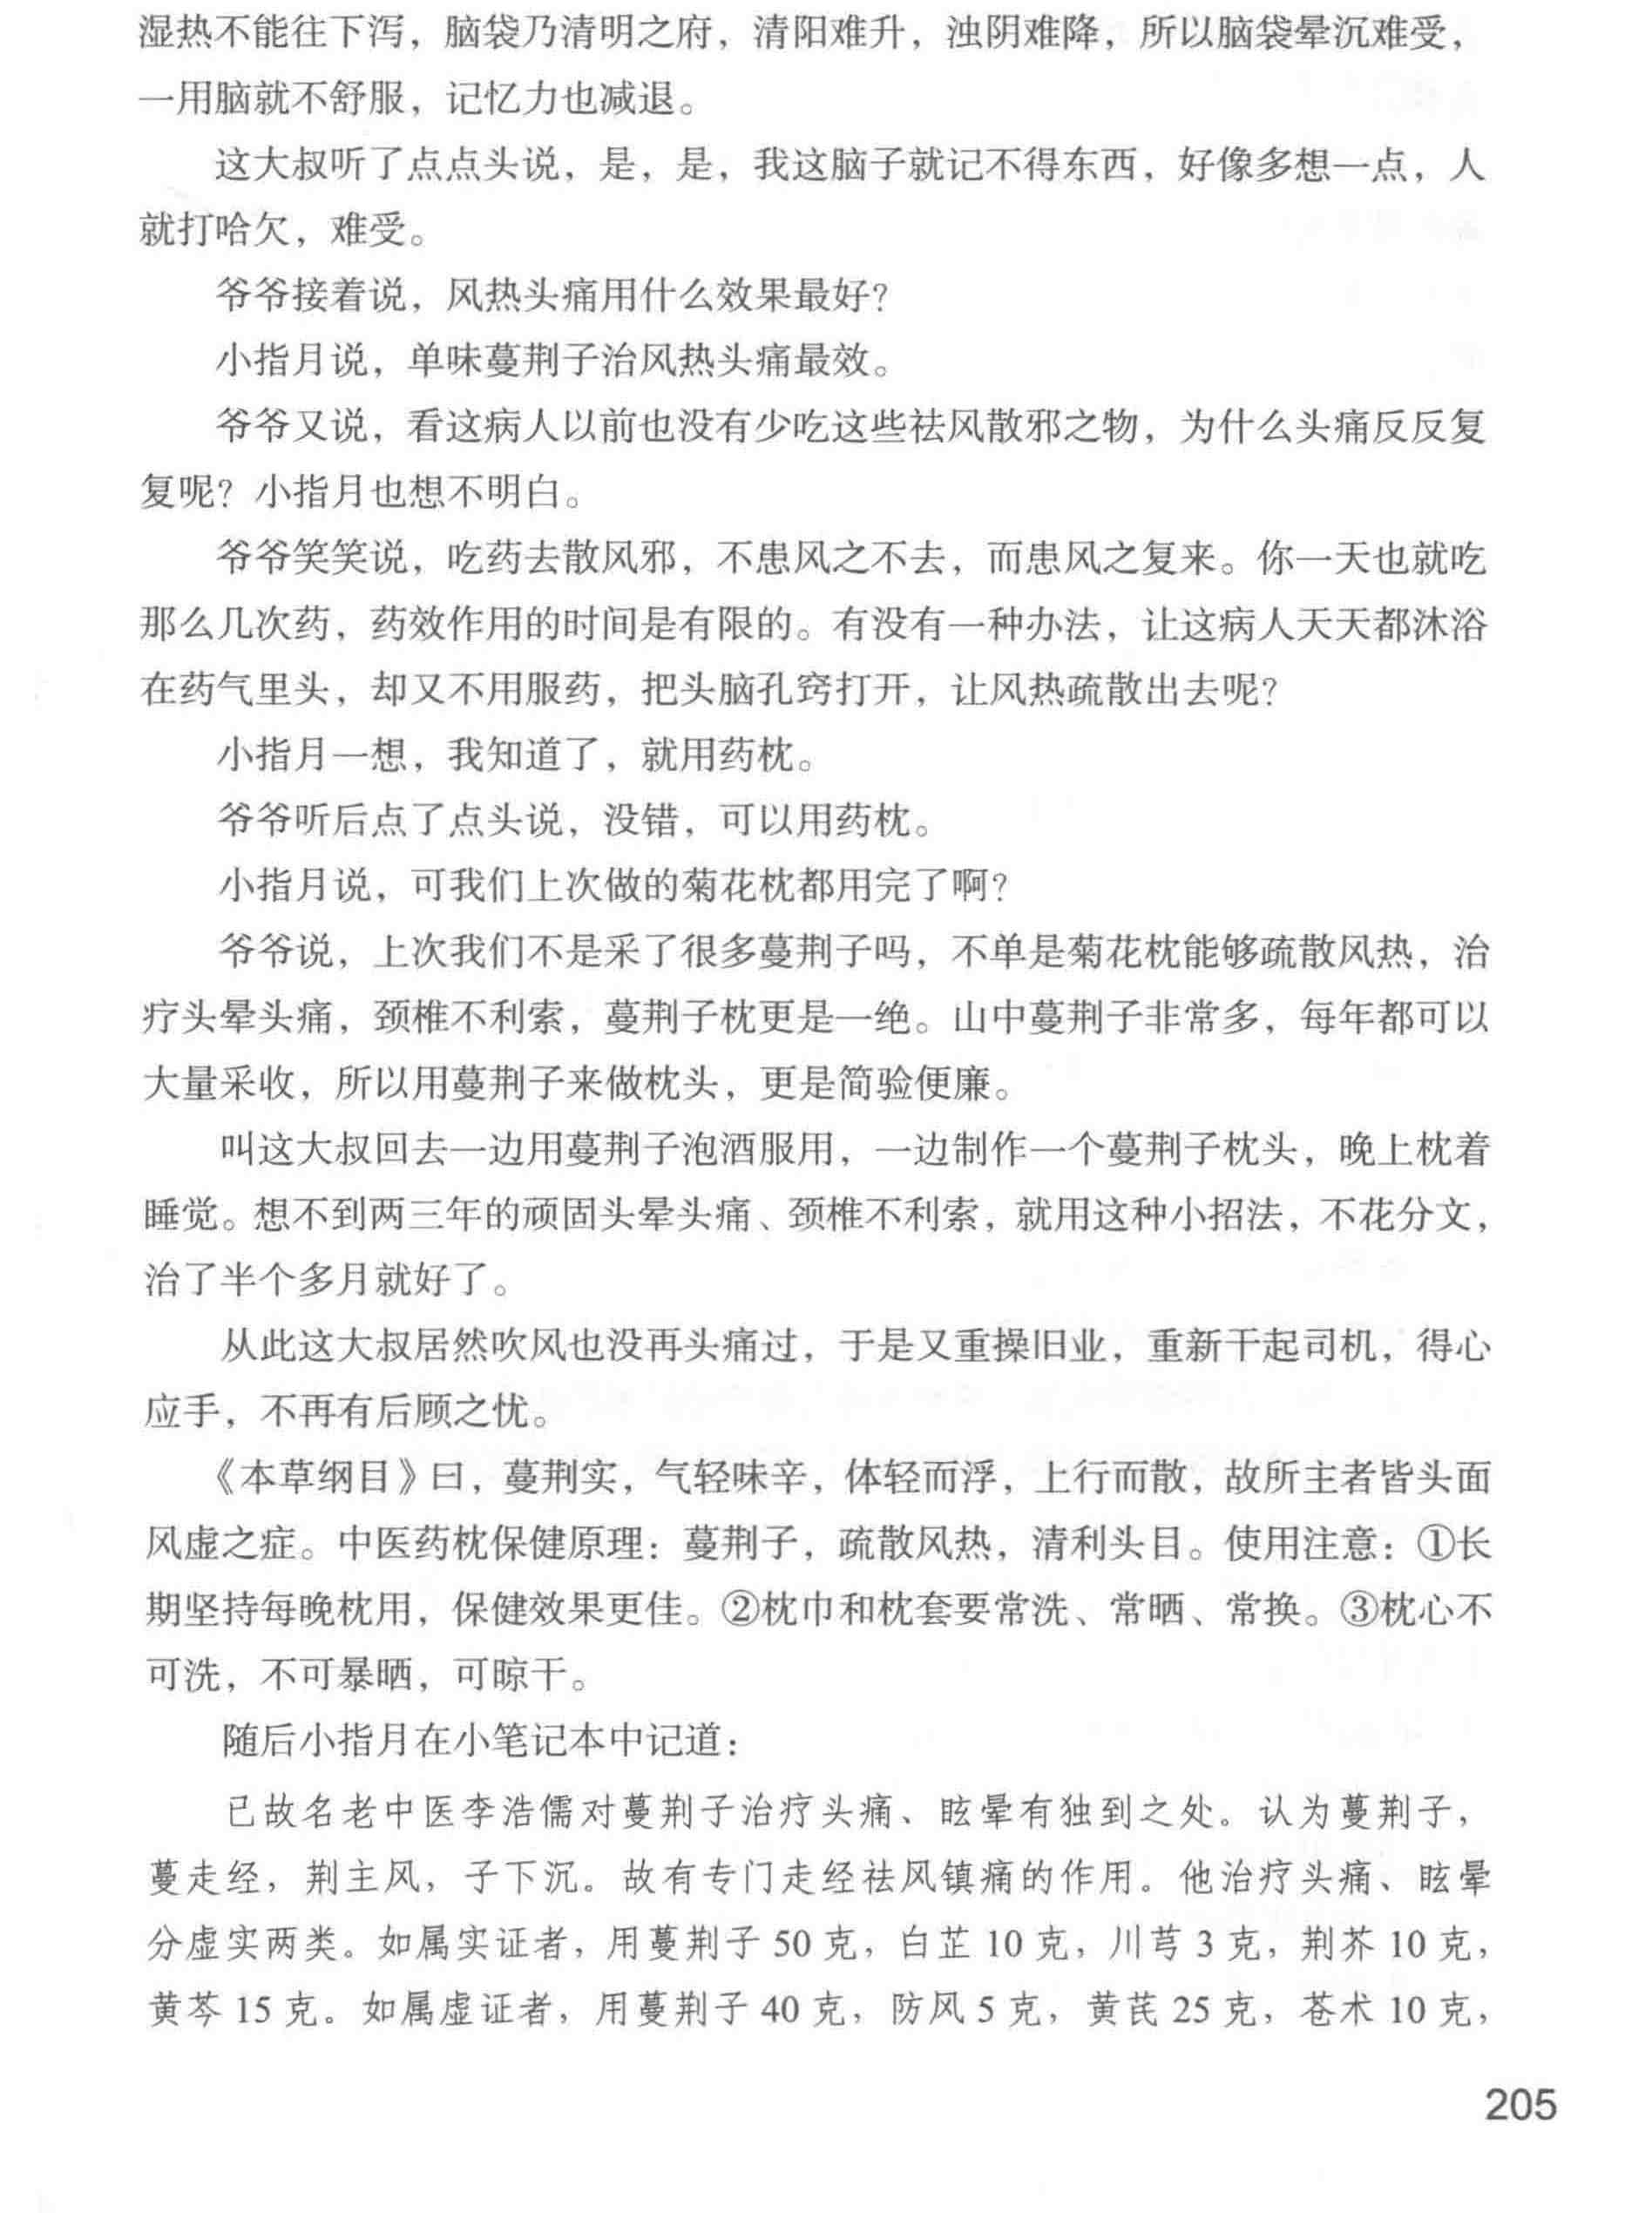 湿热不能往下泻，脑袋乃清明之府，清阳难升，浊阴难降，所以脑袋晕沉难受，
一用脑就不舒服，记忆力也减退。
这大叔听了点点头说，是，是，我这脑子就记不得东西，好像多想一点，人
就打哈欠，难受。
爷爷接着说，风热头痛用什么效果最好？
小指月说，单味蔓荆子治风热头痛最效。
爷爷又说，看这病人以前也没有少吃这些祛风散邪之物，为什么头痛反反复
复呢？小指月也想不明白。
爷爷笑笑说，吃药去散风邪，不患风之不去，而患风之复来。你一天也就吃
那么几次药，药效作用的时间是有限的。有没有一种办法，让这病人天天都沐浴
在药气里头，却又不用服药，把头脑孔窍打开，让风热疏散出去呢？
小指月一想，我知道了，就用药枕。
爷爷听后点了点头说，没错，可以用药枕。
小指月说，可我们上次做的菊花枕都用完了啊？
爷爷说，上次我们不是采了很多蔓荆子吗，不单是菊花枕能够疏散风热，治
疗头晕头痛，颈椎不利索，蔓荆子枕更是一绝。山中蔓荆子非常多，每年都可以
大量采收，所以用蔓荆子来做枕头，更是简验便廉。
叫这大叔回去一边用蔓荆子泡酒服用，一边制作一个蔓荆子枕头，晚上枕着
睡觉。想不到两三年的顽固头晕头痛、颈椎不利索，就用这种小招法，不花分文，
治了半个多月就好了。
从此这大叔居然吹风也没再头痛过，于是又重操旧业，重新干起司机，得心
应手，不再有后顾之忧。
《本草纲目》曰，蔓荆实，气轻味辛，体轻而浮，上行而散，故所主者皆头面
风虚之症。中医药枕保健原理：蔓荆子，疏散风热，清利头目。使用注意：①长
期坚持每晚枕用，保健效果更佳。②枕巾和枕套要常洗、常晒、常换。③枕心不
可洗，不可暴晒，可晾干。
随后小指月在小笔记本中记道：
已故名老中医李浩儒对蔓荆子治疗头痛、眩晕有独到之处。认为蔓荆子，
蔓走经，荆主风，子下沉。故有专门走经祛风镇痛的作用。他治疗头痛、眩晕
分虚实两类。如属实证者，用蔓荆子 50 克，白芷 10 克，川芎 3 克，荆芥 10 克，
黄芩 15 克。如属虚证者，用蔓荆子 40 克，防风 5 克，黄芪 25 克，苍术 10 克，
205